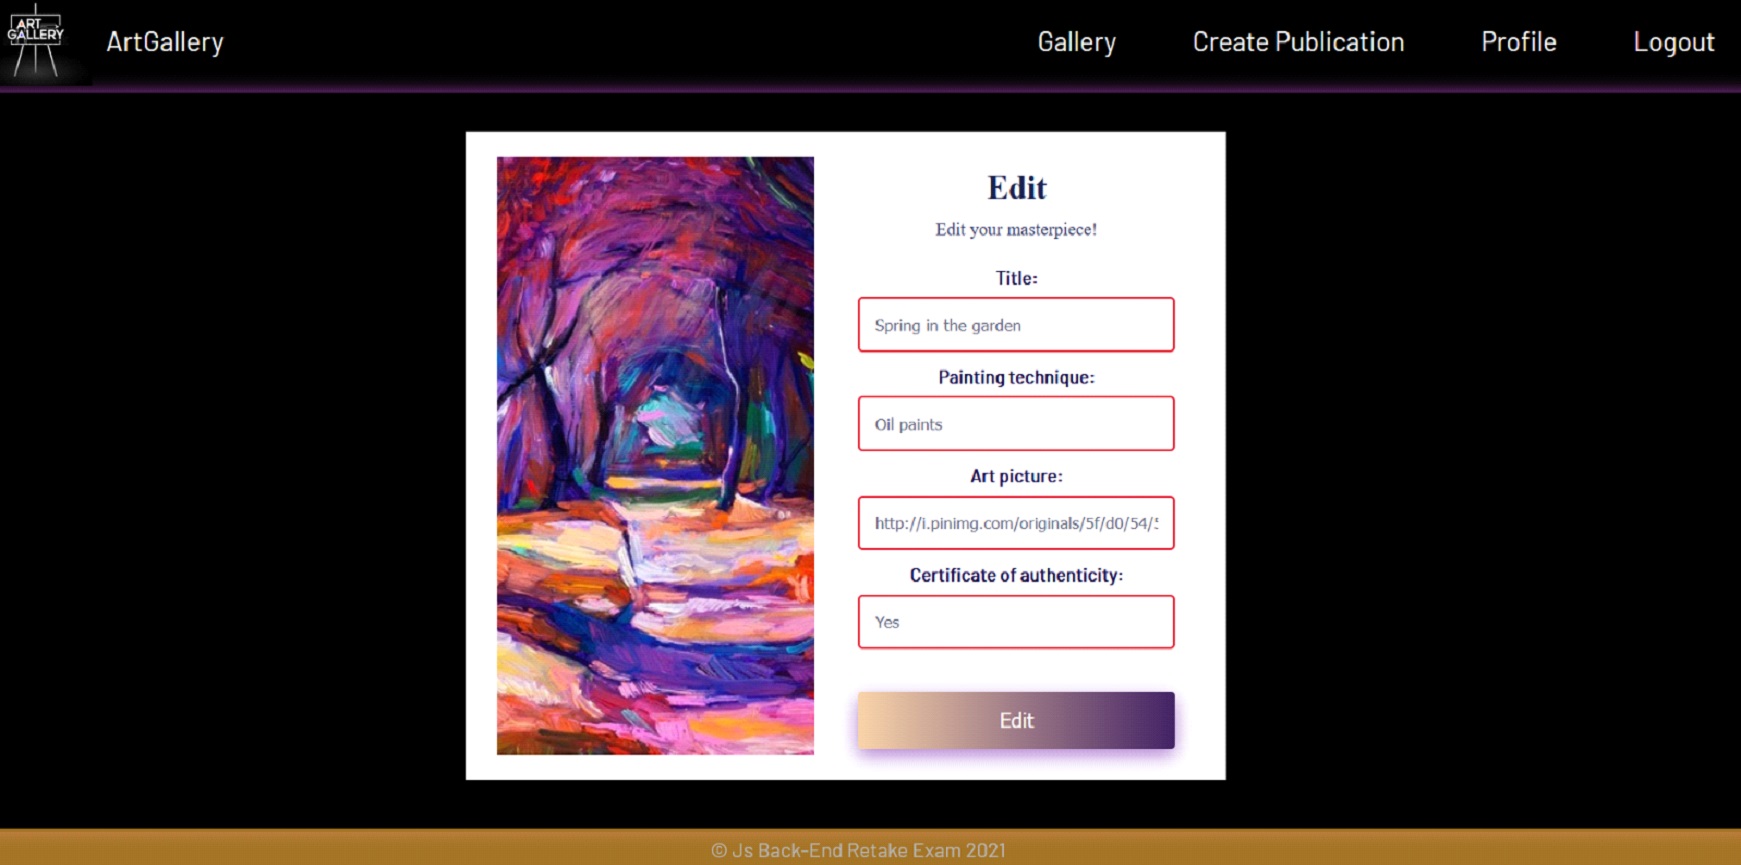 ART
GALLERY
ArtGallery
Gallery
Create Publication
Profile
Logout
Edit
Edit your masterpiece!
Title:
Spring in the garden
Painting technique:
Oil paints
Art picture:
http://i.pinimg.com/originals/5f/d0/54/
Certificate of authenticity:
Yes
Edit
© Js Back-End Retake Exam 2021